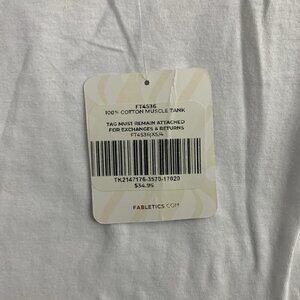 FT4536
100% COTTON MUSCLE TANK
TAG MUST REMAIN ATTACHED
FOR EXCHANGES & RETURNS
FT4536(XS)4
TK2147176-3570-17620
$34.95
FABLETICS.COM